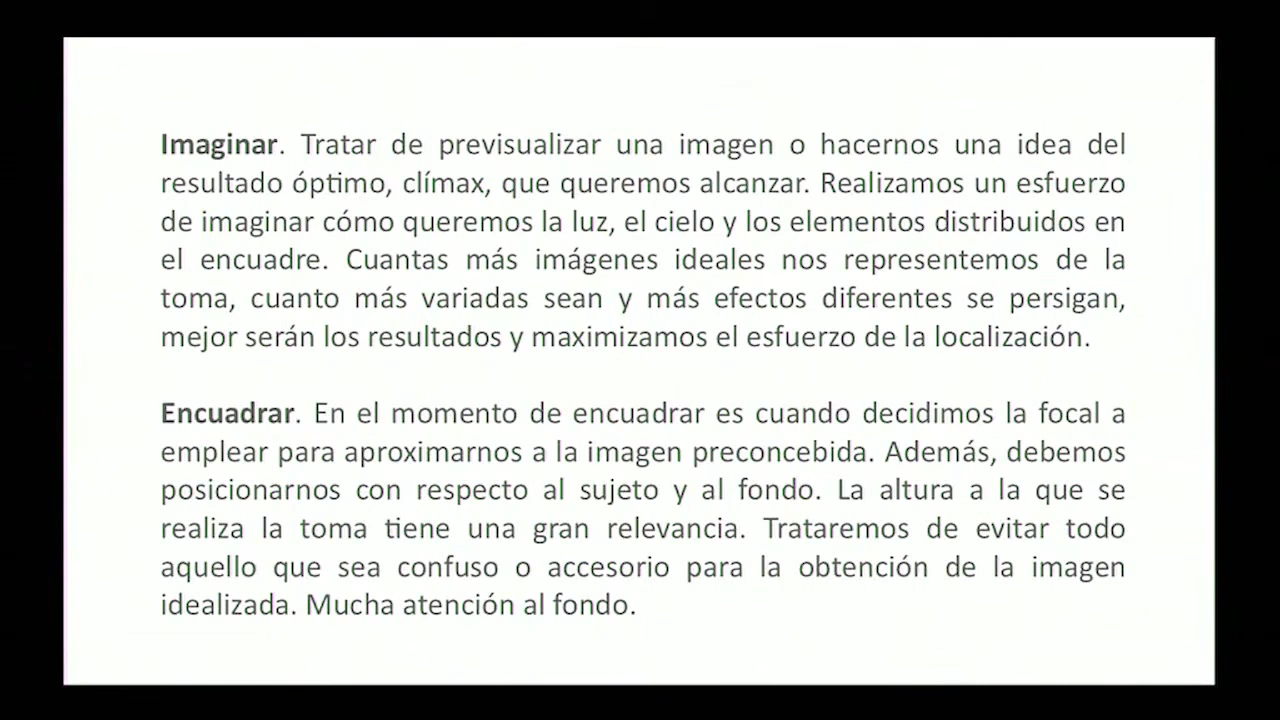 Imaginar. Tratar de previsualizar una imagen o hacernos una idea del
resultado óptimo, clímax, que queremos alcanzar. Realizamos un esfuerzo
de imaginar cómo queremos la luz, el cielo y los elementos distribuidos en
el encuadre. Cuantas más imágenes ideales nos representemos de la
toma, cuanto más variadas sean y más efectos diferentes se persigan,
mejor serán los resultados y maximizamos el esfuerzo de la localización.
Encuadrar. En el momento de encuadrar es cuando decidimos la focal a
emplear para aproximarnos a la imagen preconcebida. Además, debemos
posicionarnos con respecto al sujeto y al fondo. La altura a la que se
realiza la toma tiene una gran relevancia. Trataremos de evitar todo
aquello que sea confuso o accesorio para la obtención de la imagen
idealizada. Mucha atención al fondo.